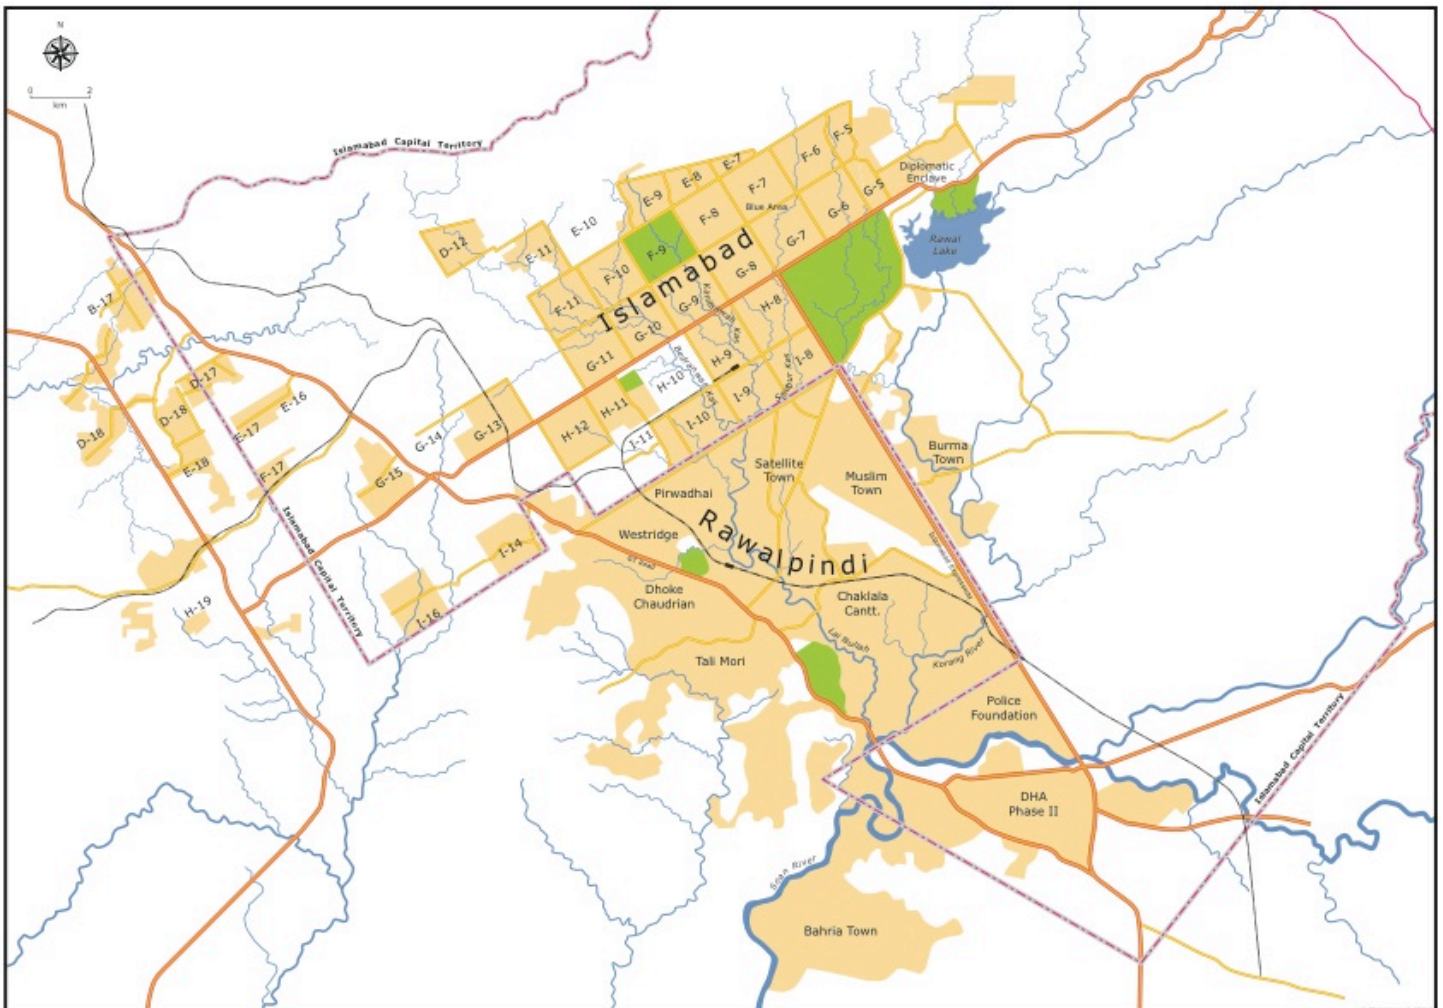 N
0 2
km
Islamabad Capital Territory
F-5
F-6
E-7
Diplomatic
Enclave
E-8
F-7
G-5
E-9
Blue Area
G-6
F-8
E-10
D-12
E-11
F-9
G-7
Rawal
Lake
Islamabad
F-10
G-8
F-11
G-9
H-8
B-17
G-10
G-11
H-9
I-8
H-10
D-17
E-16
I-9
H-11
D-18
G-14
G-13
H-12
I-10
E-17
D-18
I-11
Burma
Town
E-18
F-17
G-15
Satellite
Town
Muslim
Town
Pirwadhai
Rawalpindi
Westridge
I-14
Islamabad Capital Territory
Dhoke
Chaudrian
Chaklala
Cantt.
H-19
I-16
Lai Nullah
Korang River
Tali Mori
Police
Foundation
Islamabad Capital Territory
DHA
Phase II
Soan River
Bahria Town